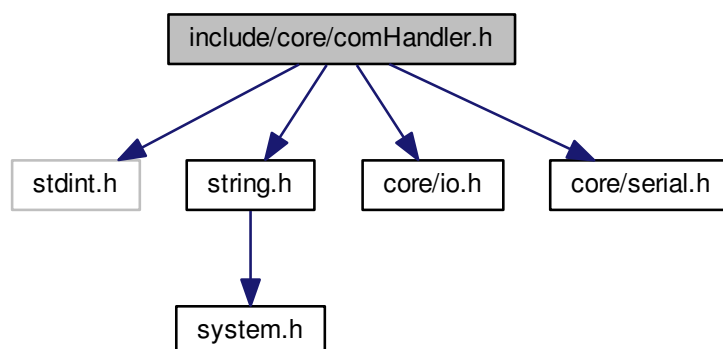 include/core/comHandler.h
stdint.h
string.h
core/io.h
core/serial.h
system.h